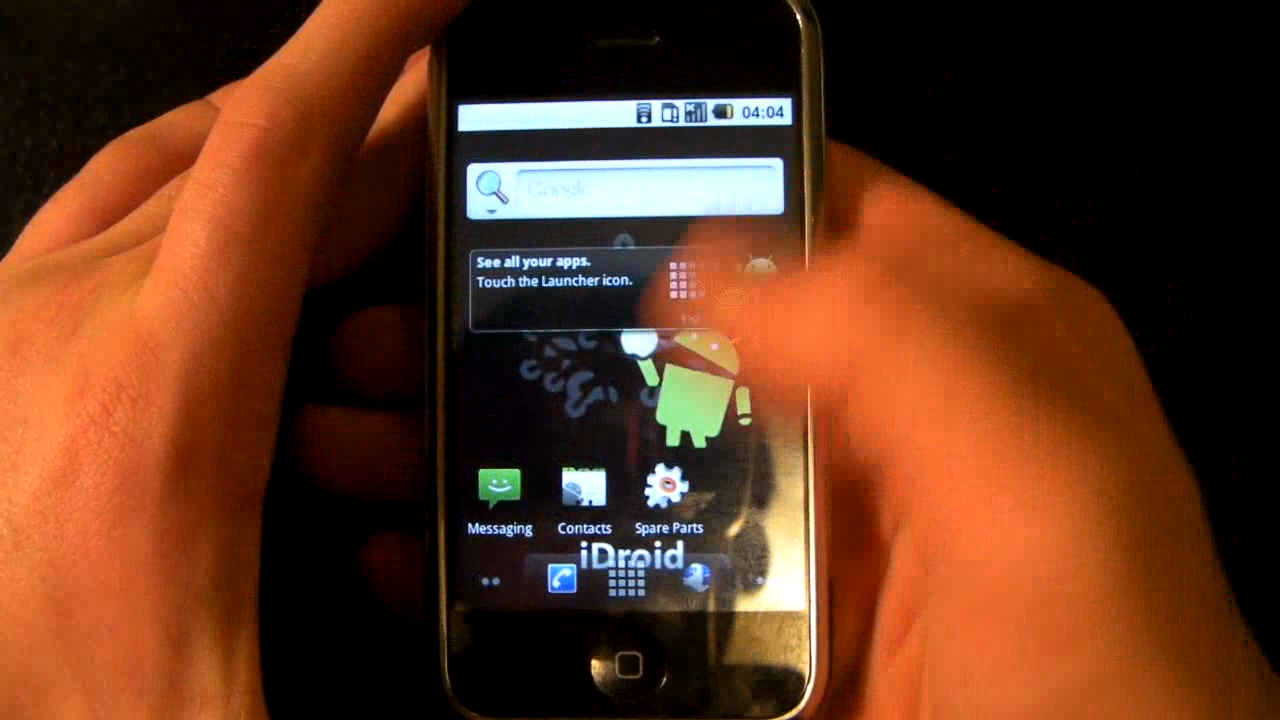 04:04
Google
See all your apps.
Touch the Launcher icon.
Messaging Contacts Spare Parts
iDroid